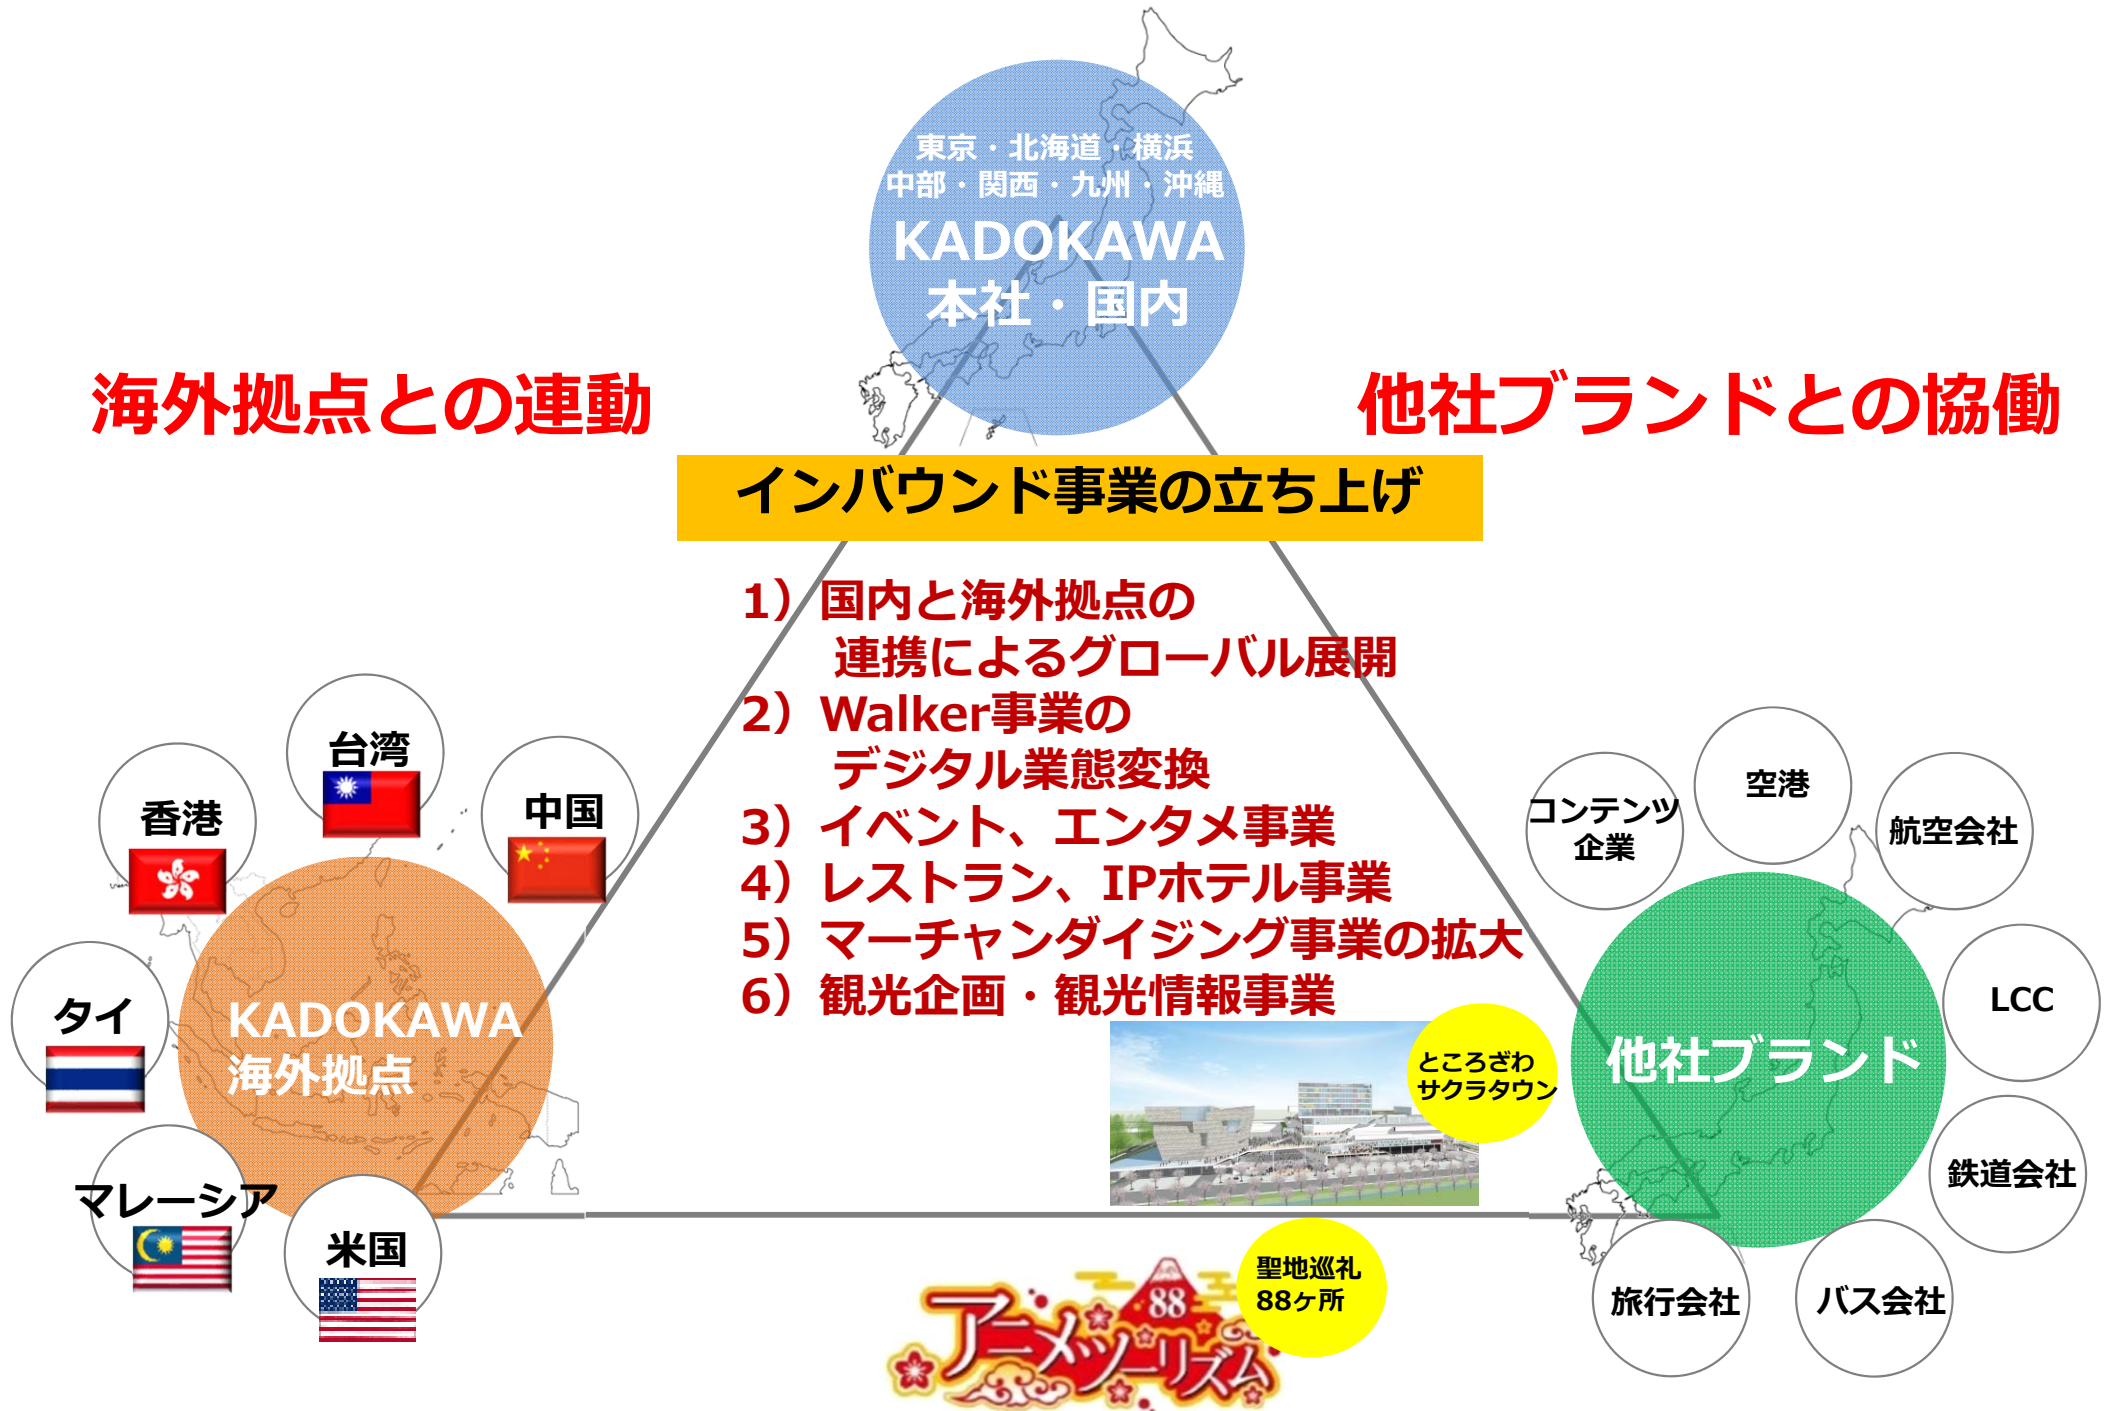 東京・北海道・横浜
中部・関西・九州・沖縄
KADOKAWA
本社・国内
海外拠点との連動
他社ブランドとの協働
インバウンド事業の立ち上げ
1）国内と海外拠点の
連携によるグローバル展開
2）Walker事業の
デジタル業態変換
3）イベント、エンタメ事業
4）レストラン、IPホテル事業
5）マーチャンダイジング事業の拡大
6）観光企画・観光情報事業
台湾
香港
中国
タイ
KADOKAWA
海外拠点
マレーシア
米国
コンテンツ
企業
空港
航空会社
LCC
他社ブランド
鉄道会社
バス会社
旅行会社
ところざわ
サクラタウン
聖地巡礼
88ヶ所
88
アニメツーリズム